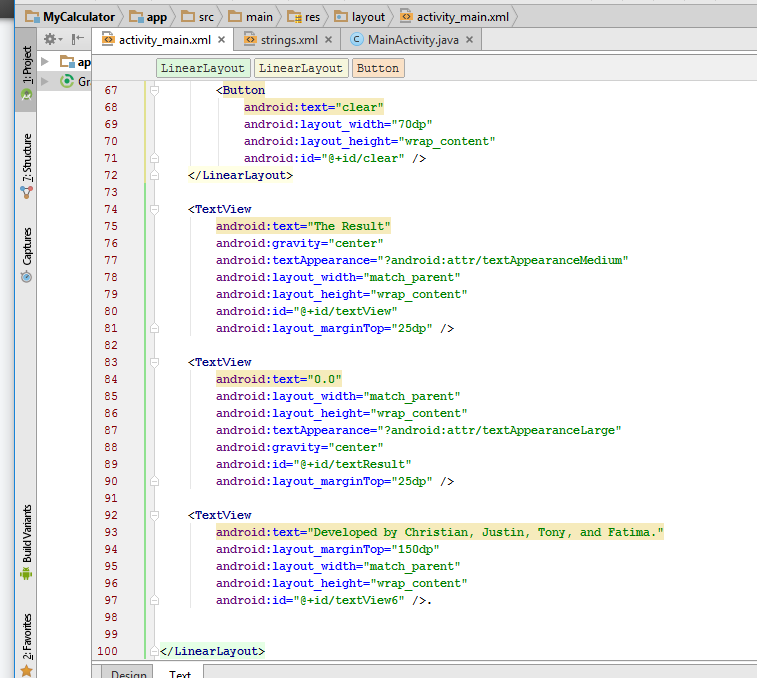 MyCalculator app src main res layout activity_main.xml
activity_main.xml × strings.xml × MainActivity.java ×
1: Project
ap
Gr
7: Structure
Captures
Build Variants
2: Favorites
LinearLayout LinearLayout Button
67 <Button
68 android:text="clear"
69 android:layout_width="70dp"
70 android:layout_height="wrap_content"
71 android:id="@+id/clear" />
72 </LinearLayout>
73
74 <TextView
75 android:text="The Result"
76 android:gravity="center"
77 android:textAppearance="?android:attr/textAppearanceMedium"
78 android:layout_width="match_parent"
79 android:layout_height="wrap_content"
80 android:id="@+id/textView"
81 android:layout_marginTop="25dp" />
82
83 <TextView
84 android:text="0.0"
85 android:layout_width="match_parent"
86 android:layout_height="wrap_content"
87 android:textAppearance="?android:attr/textAppearanceLarge"
88 android:gravity="center"
89 android:id="@+id/textResult"
90 android:layout_marginTop="25dp" />
91
92 <TextView
93 android:text="Developed by Christian, Justin, Tony, and Fatima."
94 android:layout_marginTop="150dp"
95 android:layout_width="match_parent"
96 android:layout_height="wrap_content"
97 android:id="@+id/textView6" />.
98
99
100 </LinearLayout>
Design Text